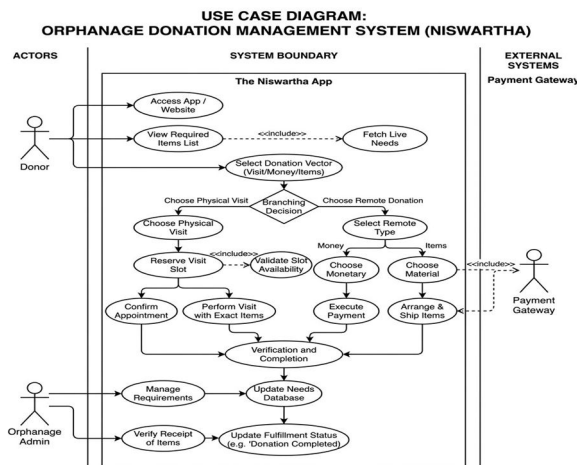 USE CASE DIAGRAM:
ORPHANAGE DONATION MANAGEMENT SYSTEM (NISWARTHA)
ACTORS
SYSTEM BOUNDARY
EXTERNAL
SYSTEMS
Payment Gateway
The Niswartha App
Access App /
Website
Donor
View Required
Items List
<<include>>
Fetch Live
Needs
Select Donation Vector
(Visit/Money/Items)
Choose Physical Visit
Branching
Decision
Choose Remote Donation
Choose Physical
Visit
Select Remote
Type
Money
Items
Reserve Visit
Slot
<<include>>
Validate Slot
Availability
Choose
Monetary
Choose
Material
<<include>>
Payment
Gateway
Confirm
Appointment
Perform Visit
with Exact Items
Execute
Payment
Arrange &
Ship Items
Verification and
Completion
Orphanage
Admin
Manage
Requirements
Update Needs
Database
Verify Receipt
of Items
Update Fulfillment Status
(e.g. 'Donation Completed)